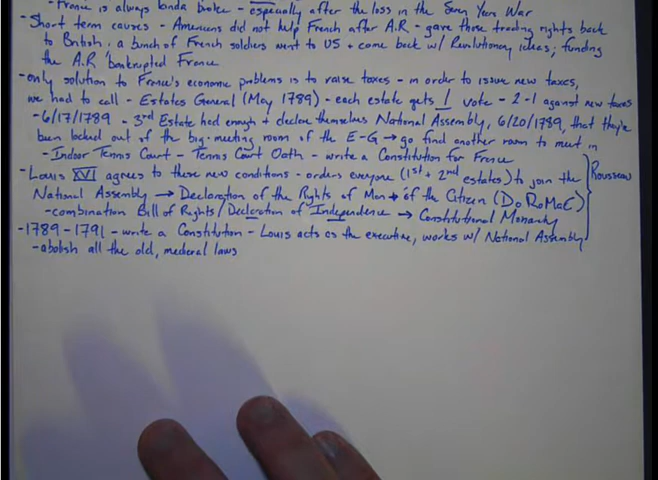 - France is always kinda broke - especially after the loss in the Seven Years War
- Short term causes - Americans did not help French after A.R - gave those trading rights back
to British, a bunch of French soldiers went to US + come back w/ Revolutionary ideas; funding
the A.R bankrupted France
- only solution to France's economic problems is to raise taxes - in order to issue new taxes,
we had to call - Estates General (May 1789) - each estate gets 1 vote - 2-1 against new taxes
- 6/17/1789 - 3rd Estate had enough + declare themselves National Assembly, 6/20/1789, that they're
been locked out of the big meeting room of the E-G → go find another room to meet in
- Indoor Tennis Court - Tennis Court Oath - write a Constitution for France
- Louis XVI agrees to these new conditions - orders everyone (1st + 2nd estates) to join the
National Assembly → Declaration of the Rights of Man + of the Citizen (DoRoMaC)
- combination Bill of Rights/Declaration of Independence → Constitutional Monarchy
Rousseau
- 1789-1791 - write a Constitution - Louis acts as the executive, works w/ National Assembly
- abolish all the old, medieval laws